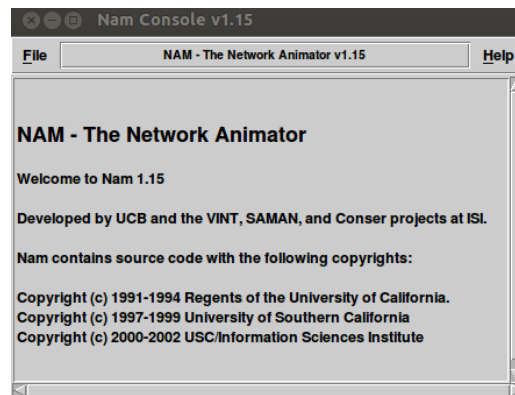 Nam Console v1.15
File NAM - The Network Animator v1.15 Help
NAM - The Network Animator
Welcome to Nam 1.15
Developed by UCB and the VINT, SAMAN, and Conser projects at ISI.
Nam contains source code with the following copyrights:
Copyright (c) 1991-1994 Regents of the University of California.
Copyright (c) 1997-1999 University of Southern California
Copyright (c) 2000-2002 USC/Information Sciences Institute